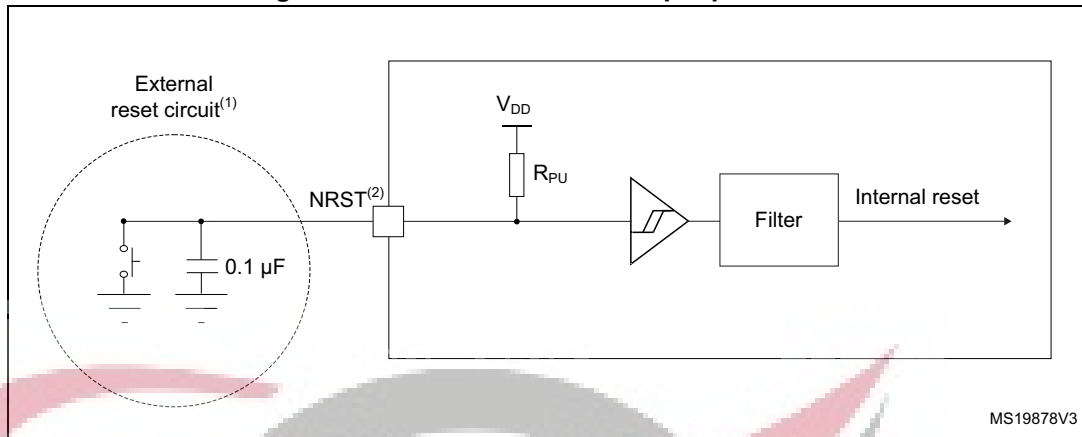 External
reset circuit(1)
VDD
RPU
NRST(2)
Filter
Internal reset
0.1 µF
MS19878V3